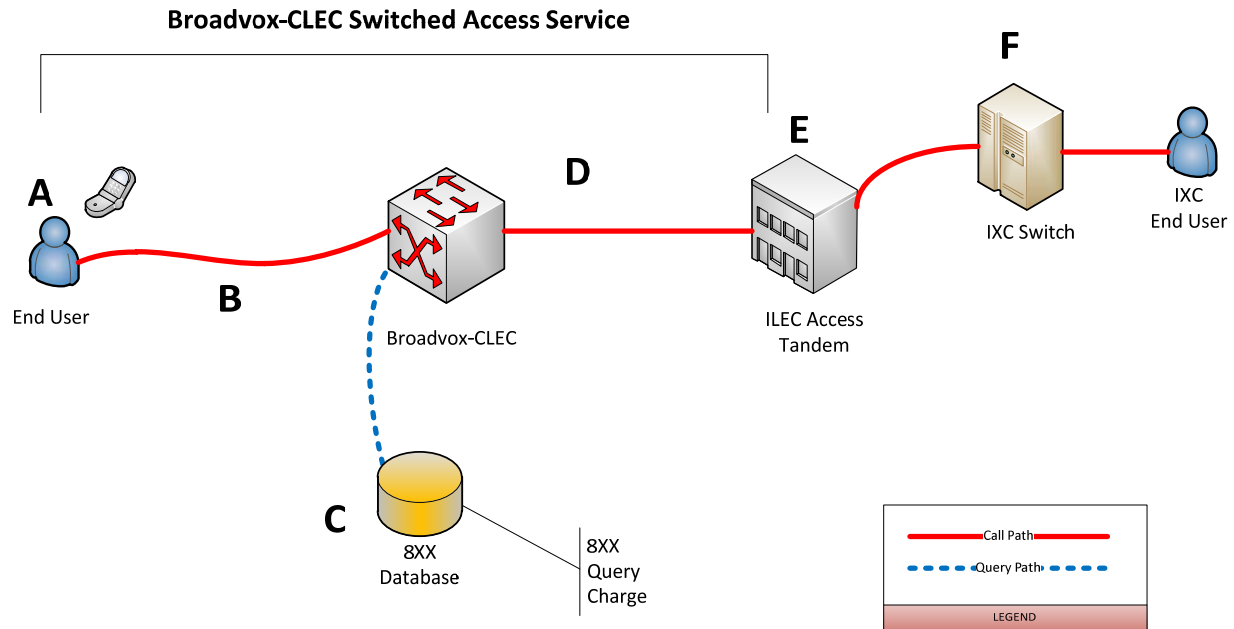 Broadvox-CLEC Switched Access Service
F
E
D
A
B
IXC
End User
IXC Switch
End User
Broadvox-CLEC
ILEC Access
Tandem
C
8XX
Database
8XX
Query
Charge
Call Path
Query Path
LEGEND